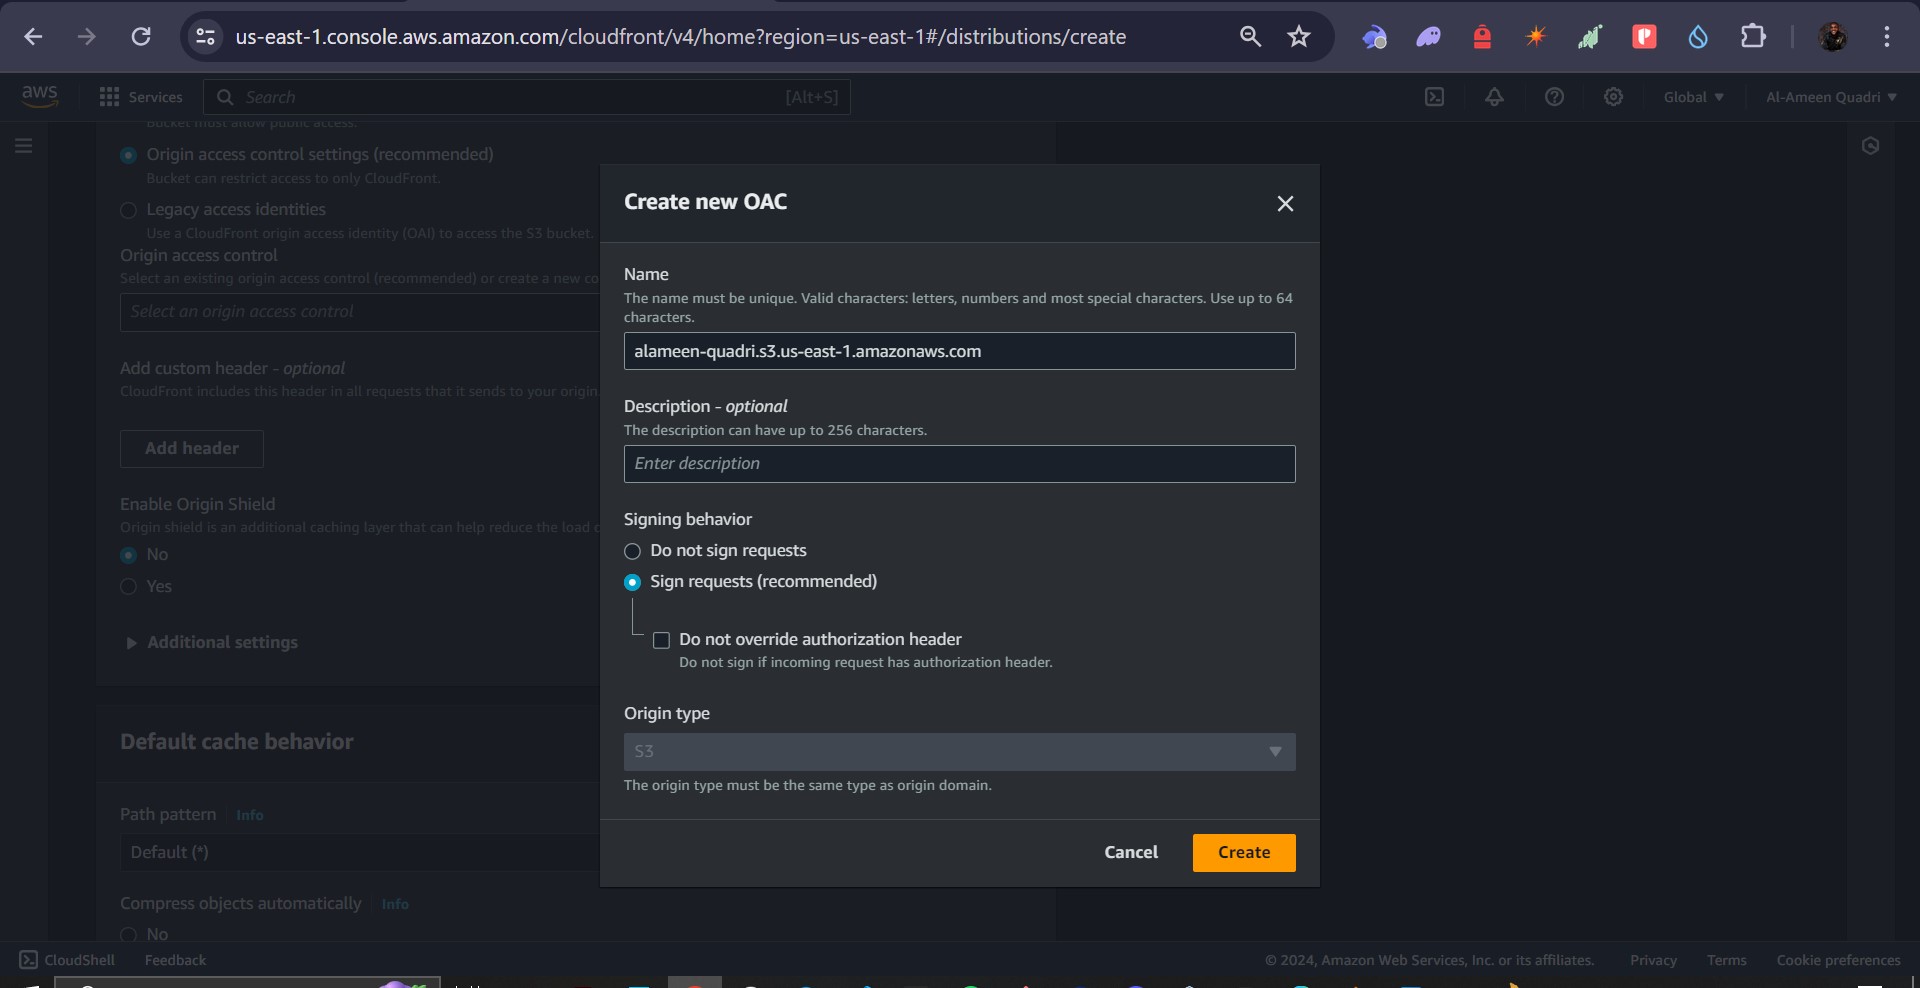 us-east-1.console.aws.amazon.com/cloudfront/v4/home?region=us-east-1#/distributions/create
aws
Services
Search
[Alt+S]
Global
Al-Ameen Quadri
Bucket must allow public access.
Origin access control settings (recommended)
Bucket can restrict access to only CloudFront.
Legacy access identities
Use a CloudFront origin access identity (OAI) to access the S3 bucket.
Origin access control
Select an existing origin access control (recommended) or create a new co
Select an origin access control
Add custom header - optional
CloudFront includes this header in all requests that it sends to your origin.
Add header
Enable Origin Shield
Origin shield is an additional caching layer that can help reduce the load o
No
Yes
Additional settings
Default cache behavior
Path pattern
Info
Default (*)
Compress objects automatically
Info
No
Create new OAC
Name
The name must be unique. Valid characters: letters, numbers and most special characters. Use up to 64
characters.
alameen-quadri.s3.us-east-1.amazonaws.com
Description - optional
The description can have up to 256 characters.
Enter description
Signing behavior
Do not sign requests
Sign requests (recommended)
Do not override authorization header
Do not sign if incoming request has authorization header.
Origin type
S3
The origin type must be the same type as origin domain.
Cancel
Create
CloudShell
Feedback
© 2024, Amazon Web Services, Inc. or its affiliates.
Privacy
Terms
Cookie preferences